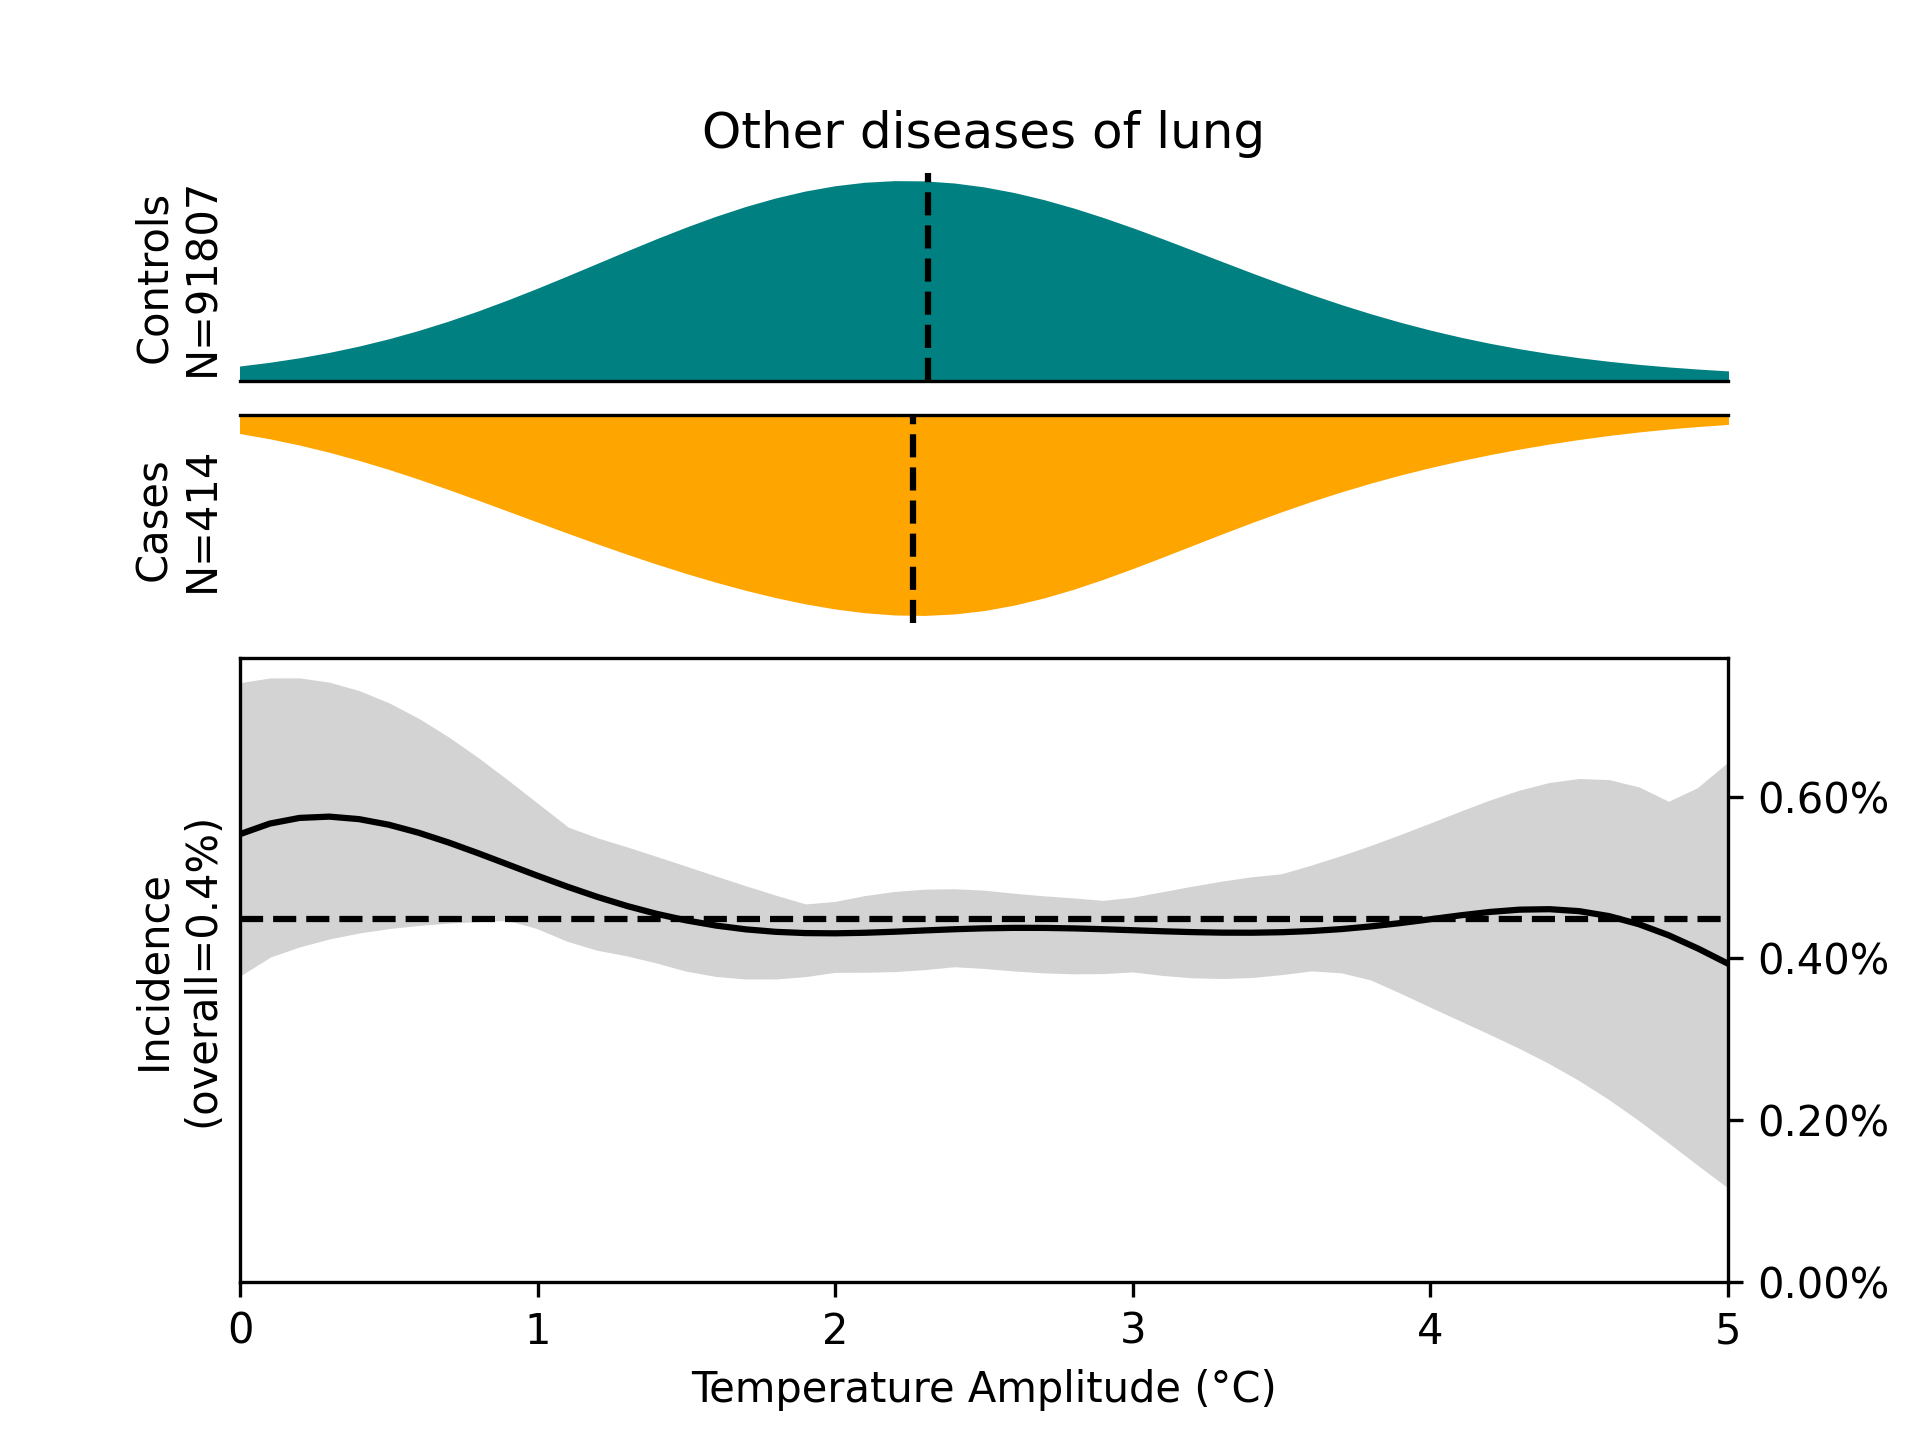 Other diseases of lung
Controls
N=91807
Cases
N=414
Incidence
(overall=0.4%)
0.60%
0.40%
0.20%
0.00%
0 1 2 3 4 5
Temperature Amplitude (°C)